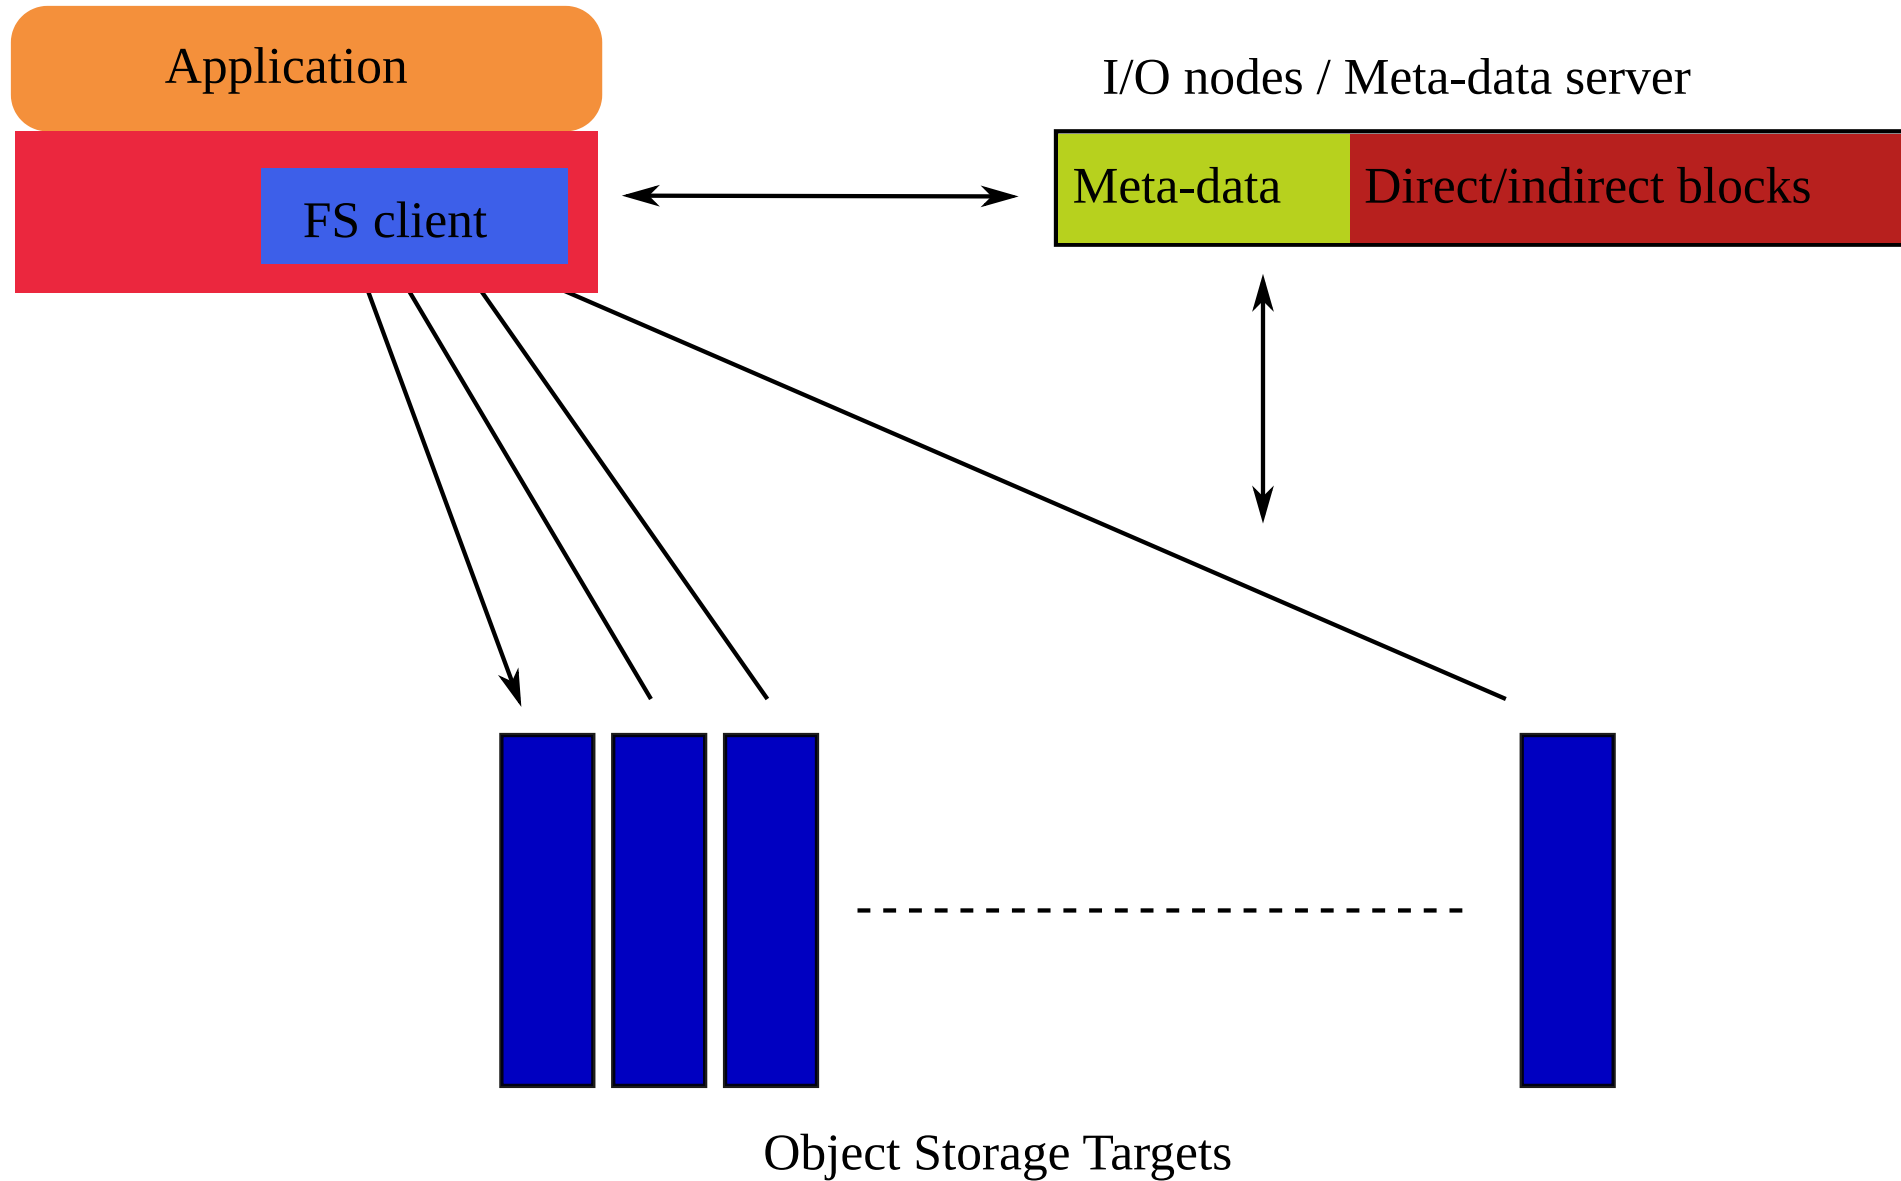 Application
I/O nodes / Meta-data server
Meta-data
Direct/indirect blocks
FS client
Object Storage Targets